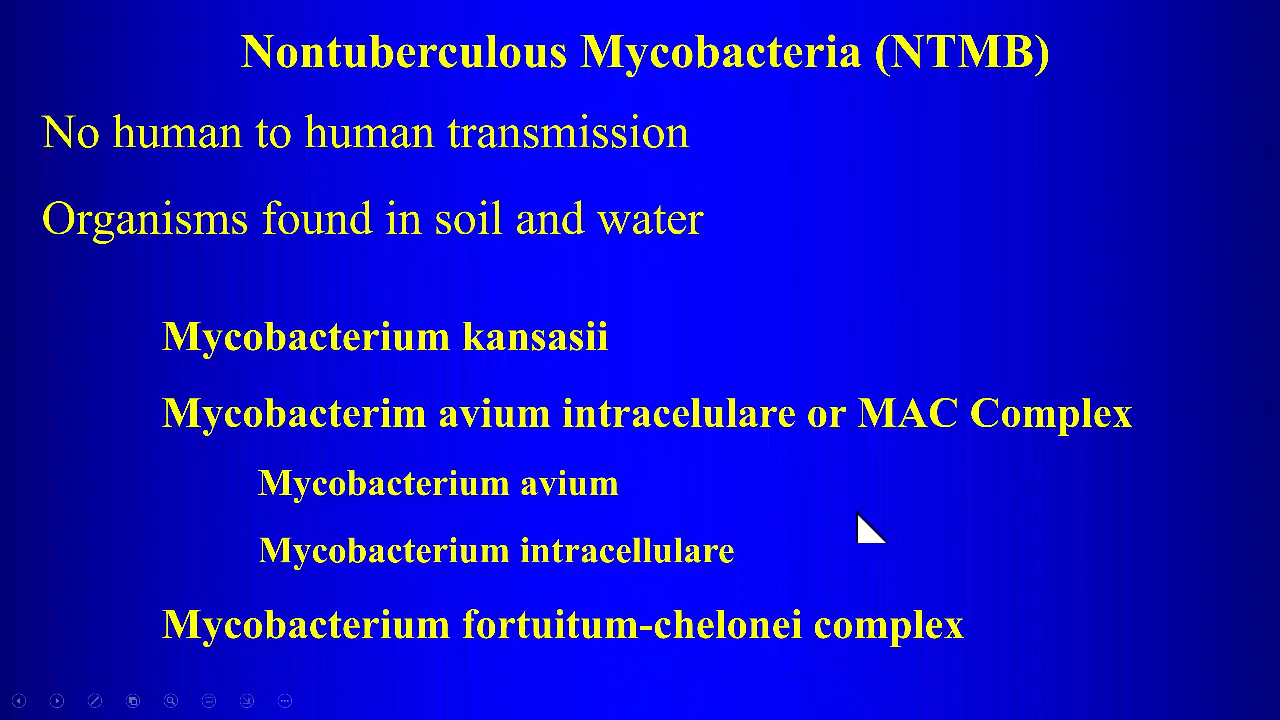 Nontuberculous Mycobacteria (NTMB)
No human to human transmission
Organisms found in soil and water
Mycobacterium kansasii
Mycobacterim avium intracelulare or MAC Complex
Mycobacterium avium
Mycobacterium intracellulare
Mycobacterium fortuitum-chelonei complex